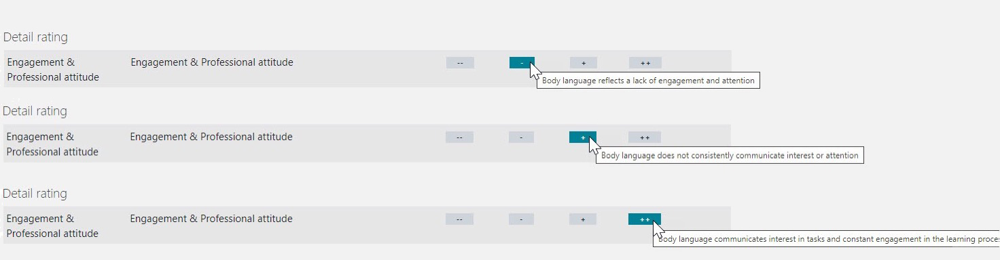 Detail rating
Engagement & Engagement & Professional attitude -- - + ++
Professional attitude
Body language reflects a lack of engagement and attention
Detail rating
Engagement & Engagement & Professional attitude -- - + ++
Professional attitude
Body language does not consistently communicate interest or attention
Detail rating
Engagement & Engagement & Professional attitude -- - + ++
Professional attitude
Body language communicates interest in tasks and constant engagement in the learning proce